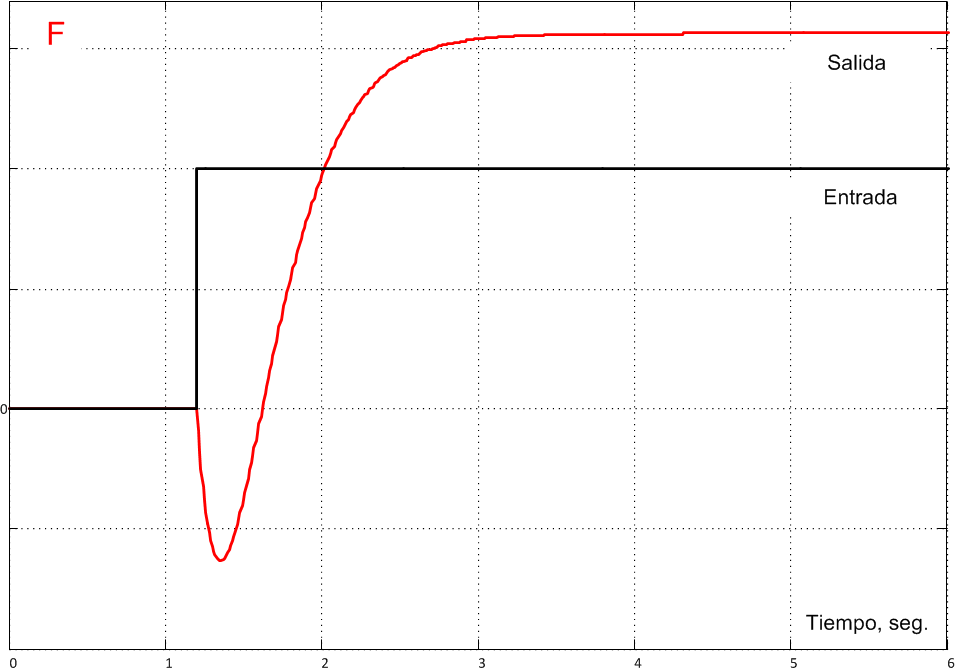 F
Salida
Entrada
0
Tiempo, seg.
0 1 2 3 4 5 6